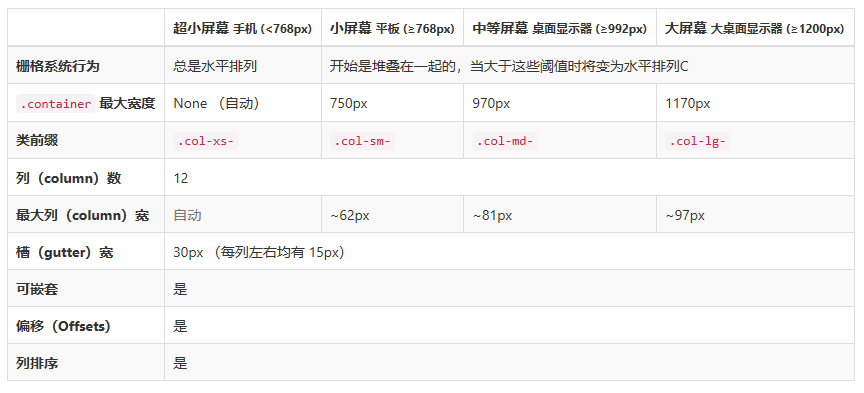 超小屏幕 手机 (<768px) 小屏幕 平板 (≥768px) 中等屏幕 桌面显示器 (≥992px) 大屏幕 大桌面显示器 (≥1200px)
栅格系统行为 总是水平排列 开始是堆叠在一起的，当大于这些阈值时将变为水平排列C
.container 最大宽度 None （自动） 750px 970px 1170px
类前缀 .col-xs- .col-sm- .col-md- .col-lg-
列（column）数 12
最大列（column）宽 自动 ~62px ~81px ~97px
槽（gutter）宽 30px （每列左右均有 15px）
可嵌套 是
偏移（Offsets） 是
列排序 是